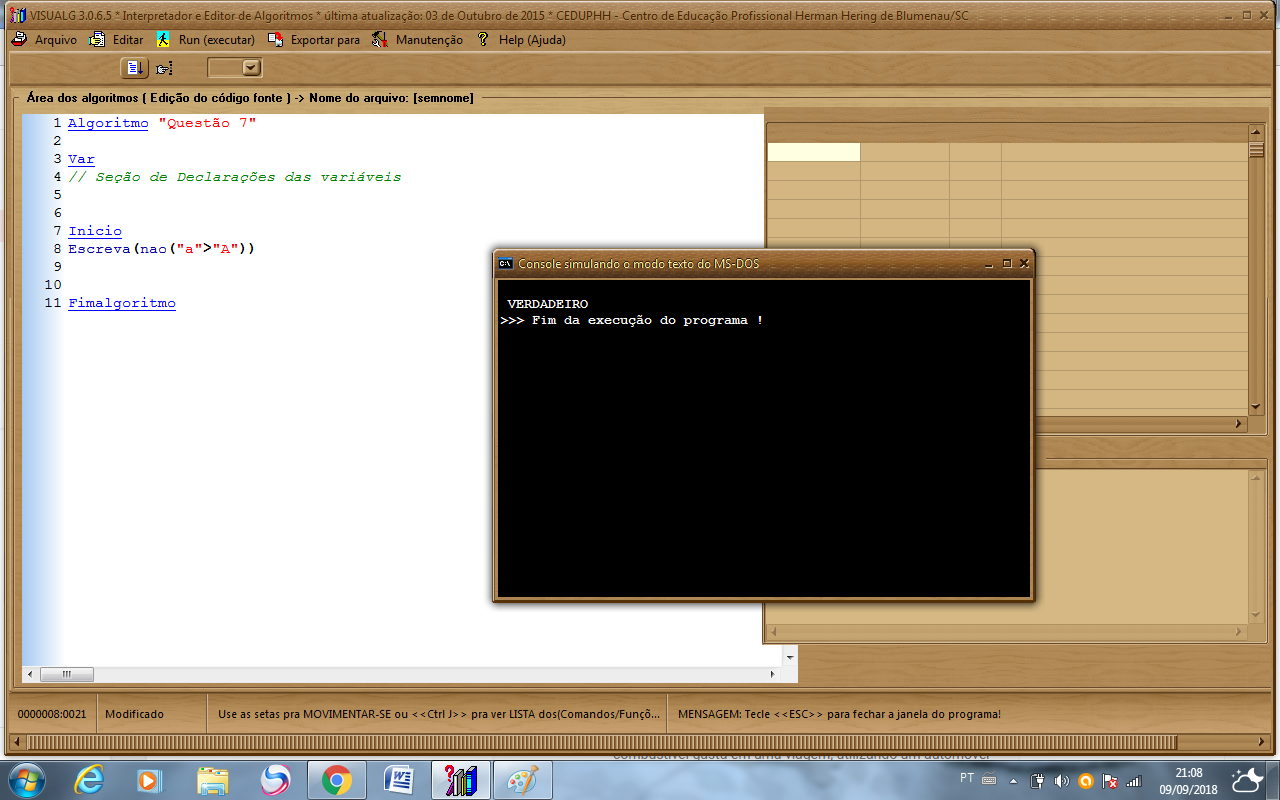 VISUALG 3.0.6.5 * Interpretador e Editor de Algoritmos * última atualização: 03 de Outubro de 2015 * CEDUPHH - Centro de Educação Profissional Herman Hering de Blumenau/SC
Arquivo Editar Run (executar) Exportar para Manutenção Help (Ajuda)
Área dos algoritmos ( Edição do código fonte ) -> Nome do arquivo: [semnome]
1 Algoritmo "Questão 7"
2
3 Var
4 // Seção de Declarações das variáveis
5
6
7 Inicio
8 Escreva(nao("a">"A"))
9
10
11 Fimalgoritmo
C:\ Console simulando o modo texto do MS-DOS
VERDADEIRO
>>> Fim da execução do programa !
0000008:0021 Modificado Use as setas pra MOVIMENTAR-SE ou <<Ctrl J>> pra ver LISTA dos(Comandos/Funçõ... MENSAGEM: Tecle <<ESC>> para fechar a janela do programa!
combustível gasta em uma viagem, utilizando um automóvel
PT 21:08
09/09/2018